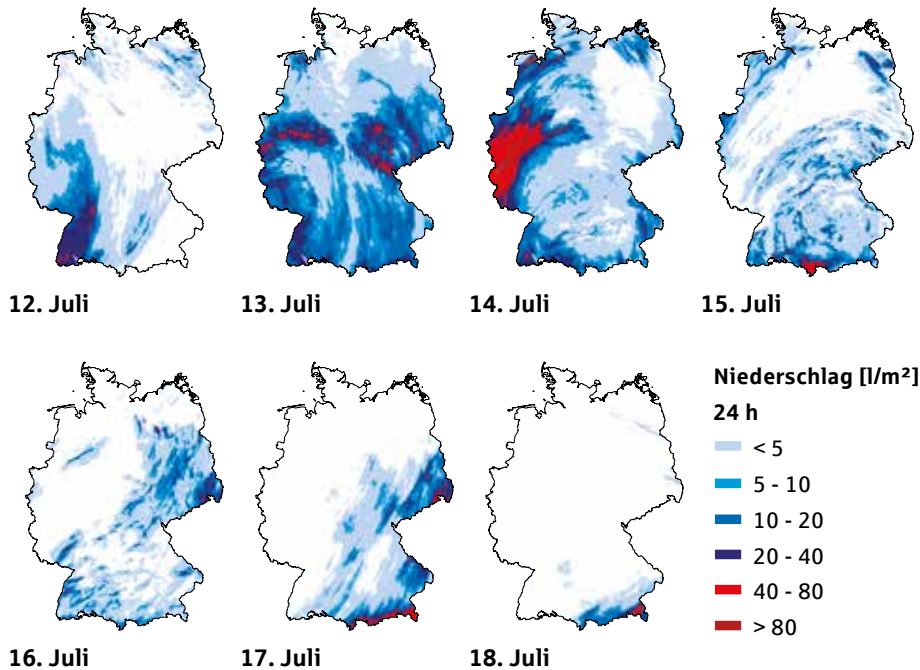 12. Juli
13. Juli
14. Juli
15. Juli
Niederschlag [l/m²]
24 h
< 5
5 - 10
10 - 20
20 - 40
40 - 80
> 80
16. Juli
17. Juli
18. Juli